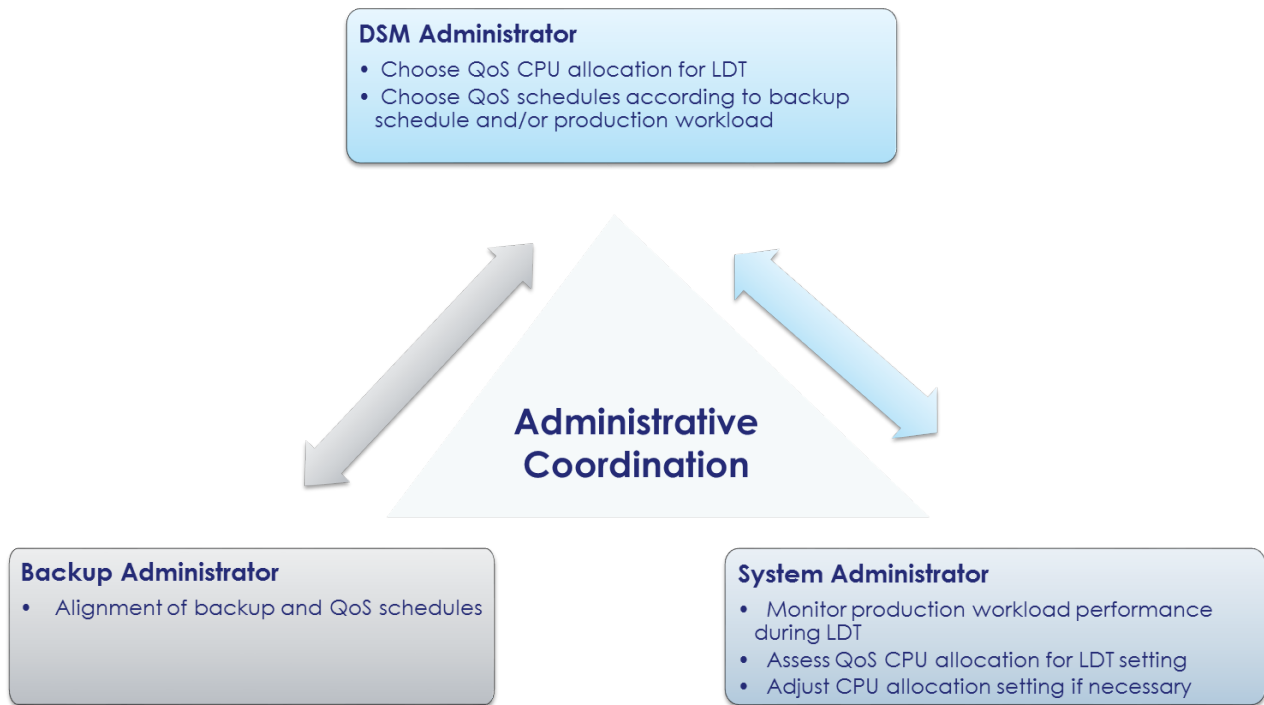 DSM Administrator
• Choose QoS CPU allocation for LDT
• Choose QoS schedules according to backup
schedule and/or production workload
Administrative
Coordination
Backup Administrator
• Alignment of backup and QoS schedules
System Administrator
• Monitor production workload performance
during LDT
• Assess QoS CPU allocation for LDT setting
• Adjust CPU allocation setting if necessary